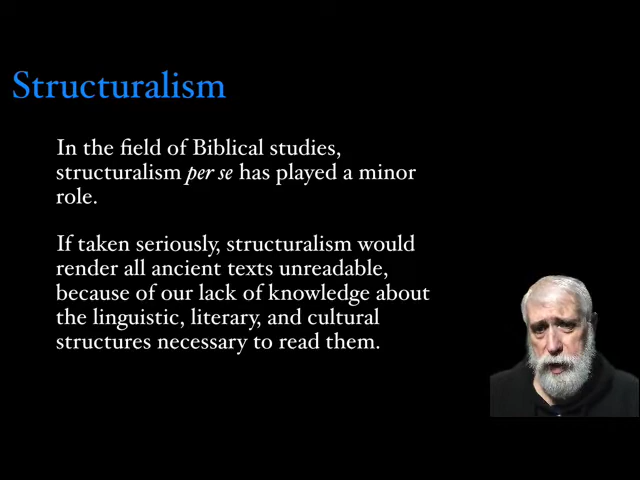 Structuralism
In the field of Biblical studies,
structuralism per se has played a minor
role.
If taken seriously, structuralism would
render all ancient texts unreadable,
because of our lack of knowledge about
the linguistic, literary, and cultural
structures necessary to read them.